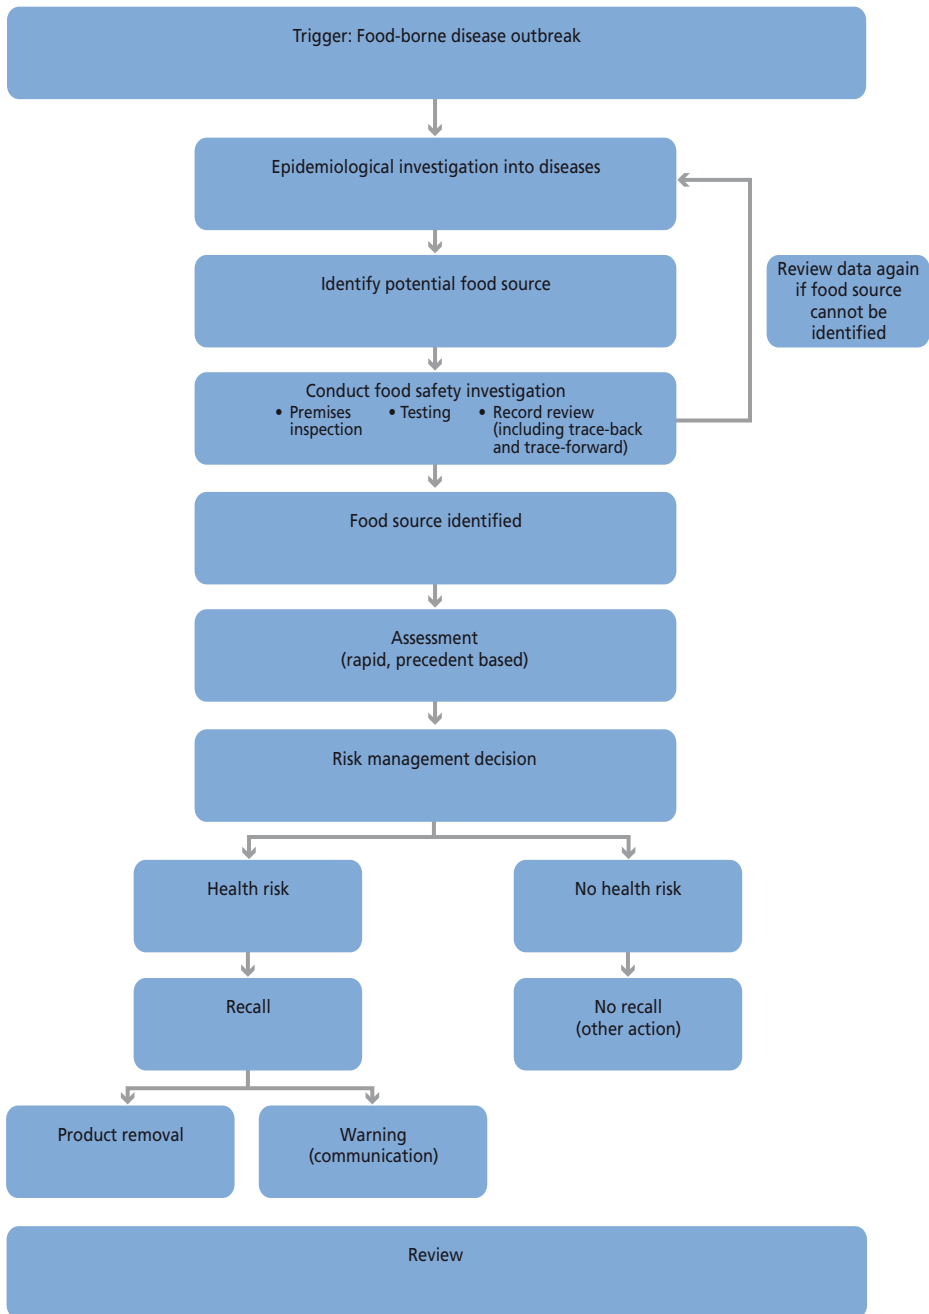 Trigger: Food-borne disease outbreak
Epidemiological investigation into diseases
Identify potential food source
Review data again
if food source
cannot be
identified
Conduct food safety investigation
• Premises
inspection
• Testing
• Record review
(including trace-back
and trace-forward)
Food source identified
Assessment
(rapid, precedent based)
Risk management decision
Health risk
No health risk
Recall
No recall
(other action)
Product removal
Warning
(communication)
Review